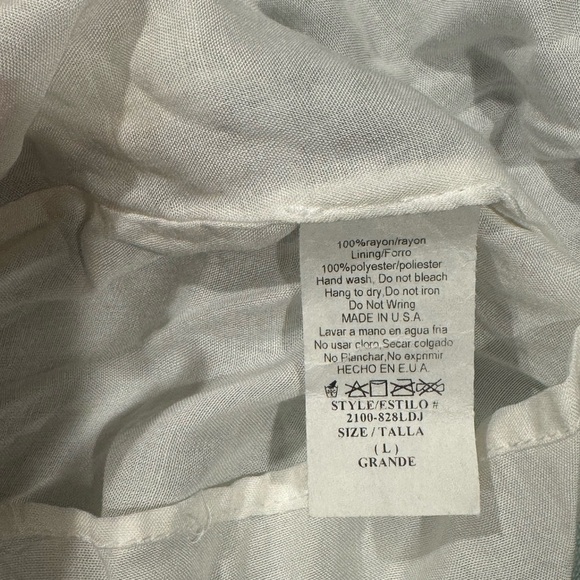 100%rayon/rayon
Lining/Forro
100%polyester/poliester
Hand wash. Do not bleach
Hang to dry,Do not iron
Do Not Wring
MADE IN U.S.A.
Lavar a mano en agua fria
No usar cloro,Secar colgado
No Planchar,No exprimir
HECHO EN E.U.A.
STYLE/ESTILO #
2100-828LDJ
SIZE / TALLA
( L )
GRANDE